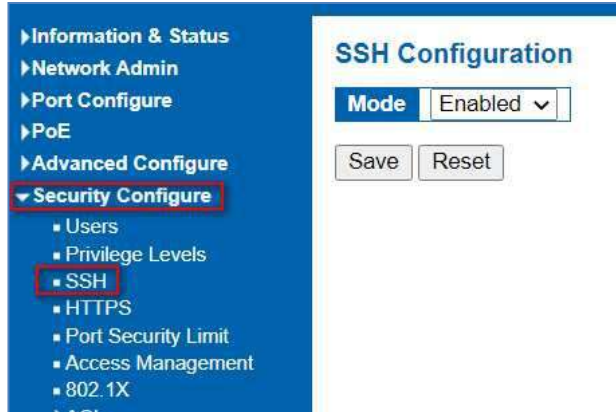 Information & Status
Network Admin
Port Configure
PoE
Advanced Configure
Security Configure
Users
Privilege Levels
SSH
HTTPS
Port Security Limit
Access Management
802.1X
SSH Configuration
Mode Enabled
Save Reset